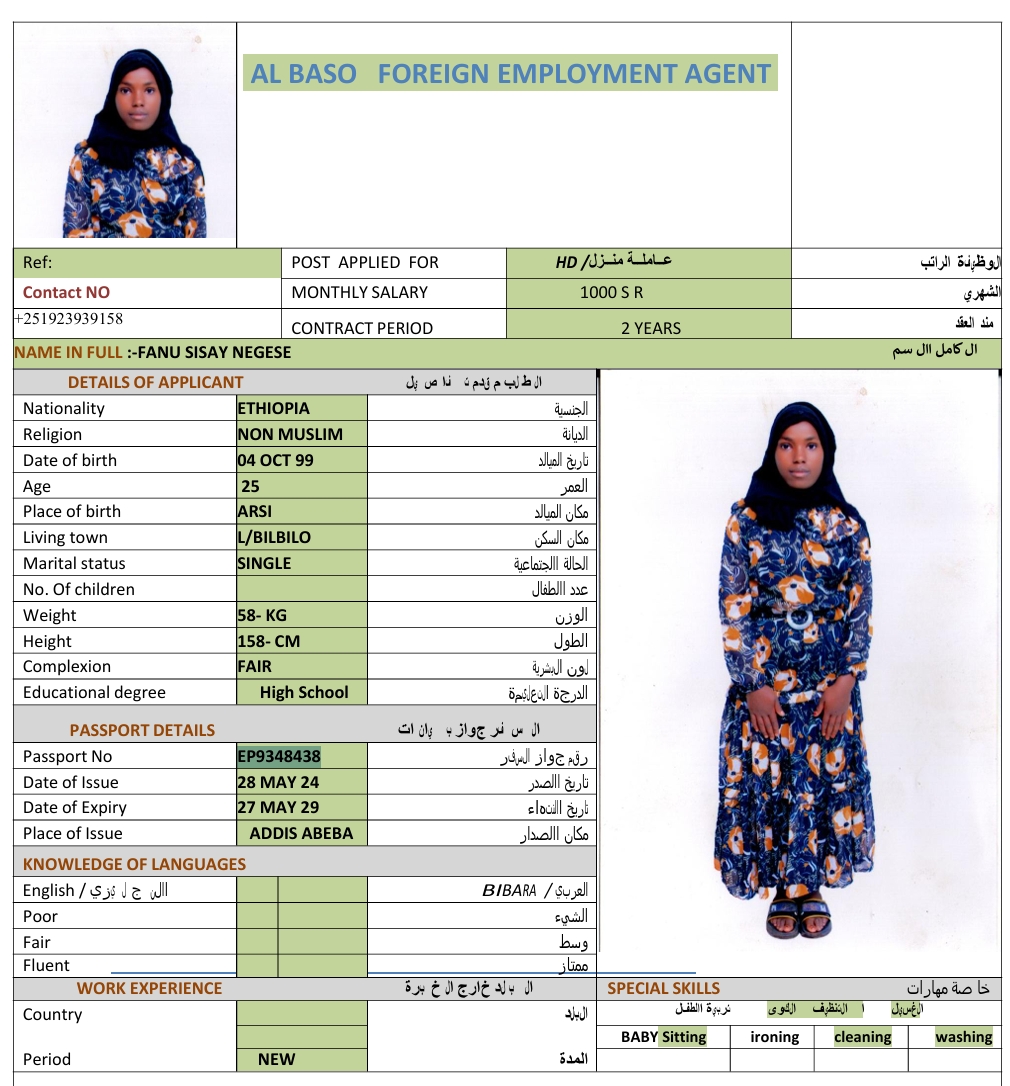 AL BASO FOREIGN EMPLOYMENT AGENT
Ref:
POST APPLIED FOR
HD /عـاملـة منـزل
الوظيفة الراتب
Contact NO
MONTHLY SALARY
1000 S R
الشهري
+251923939158
CONTRACT PERIOD
2 YEARS
مند العقد
NAME IN FULL :-FANU SISAY NEGESE
ال كامل اال سم
DETAILS OF APPLICANT
Nationality ETHIOPIA الجنسية
Religion NON MUSLIM الديانة
Date of birth 04 OCT 99 تاريخ الميالد
Age 25 العمر
Place of birth ARSI مكان الميالد
Living town L/BILBILO مكان السكن
Marital status SINGLE الحالة االجتماعية
No. Of children عدد االطفال
Weight 58- KG الوزن
Height 158- CM الطول
Complexion FAIR لون البشرية
Educational degree High School الدرجة التعليمية
PASSPORT DETAILS
Passport No EP9348438 رقم جواز السفر
Date of Issue 28 MAY 24 تاريخ االصدر
Date of Expiry 27 MAY 29 تاريخ االنتهاء
Place of Issue ADDIS ABEBA مكان االصدار
KNOWLEDGE OF LANGUAGES
English / BIBARA / العربي
Poor الشيء
Fair وسط
Fluent ممتاز
WORK EXPERIENCE ال بلد خارج ال خ برة
SPECIAL SKILLS خا صة مهارات
Country البلد
تربية االطفال الكوى التنظيف ا الغسيل
BABY Sitting ironing cleaning washing
Period NEW المدة